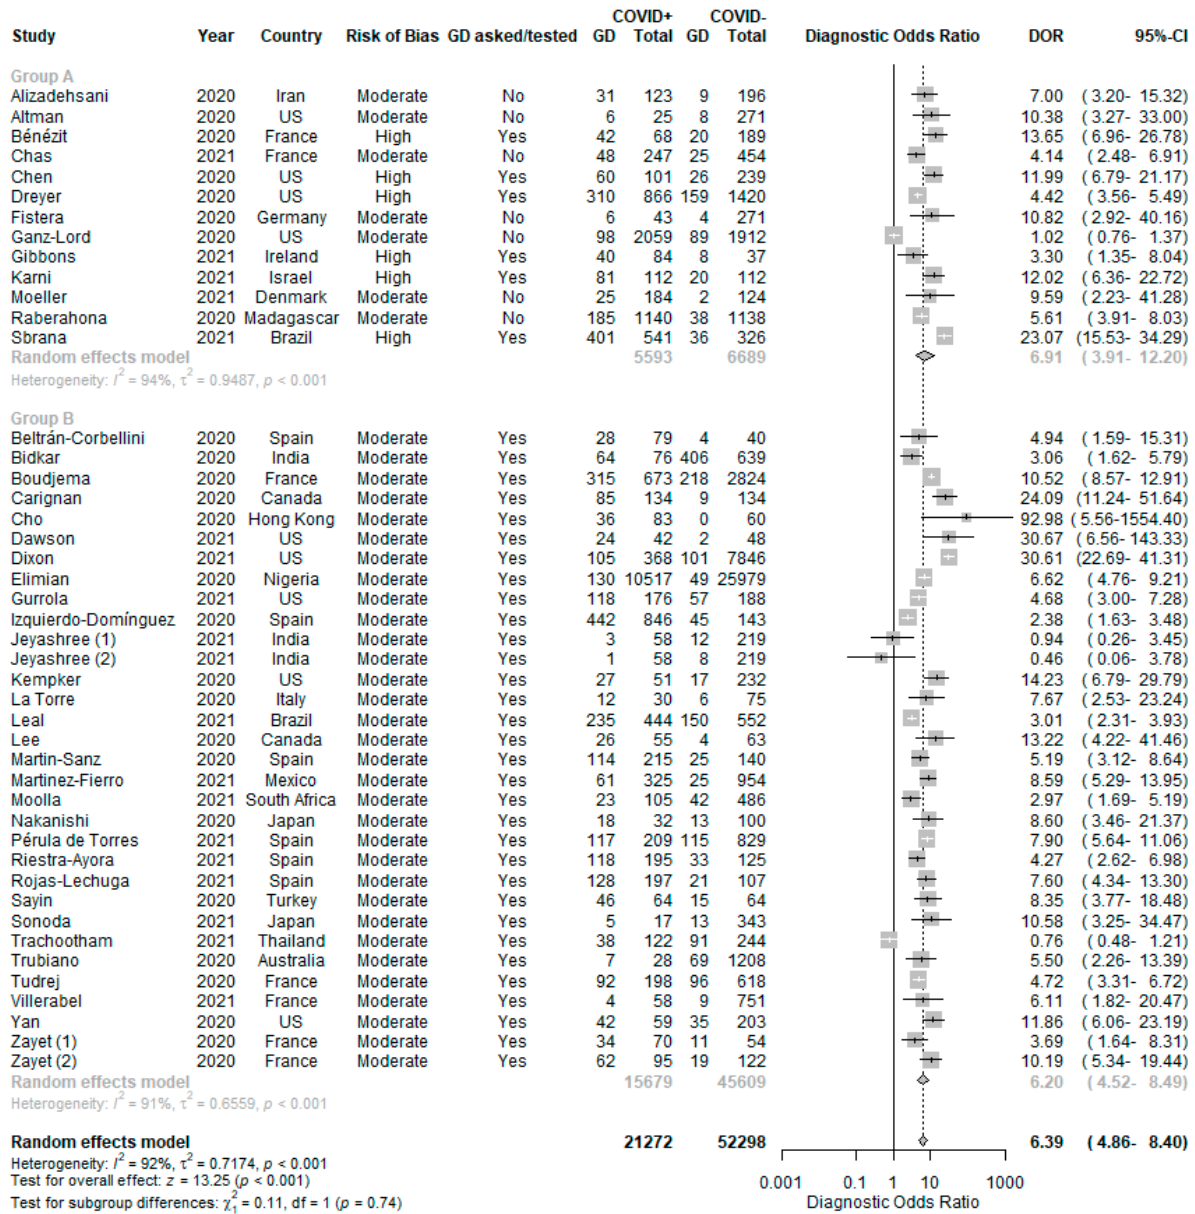 COVID+ COVID-
Study Year Country Risk of Bias GD asked/tested GD Total GD Total Diagnostic Odds Ratio DOR 95%-CI
Group A
Alizadehsani 2020 Iran Moderate No 31 123 9 196 7.00 ( 3.20- 15.32)
Altman 2020 US Moderate No 6 25 8 271 10.38 ( 3.27- 33.00)
Bénézit 2020 France High Yes 42 68 20 189 13.65 ( 6.96- 26.78)
Chas 2021 France Moderate No 48 247 25 454 4.14 ( 2.48- 6.91)
Chen 2020 US High Yes 60 101 26 239 11.99 ( 6.79- 21.17)
Dreyer 2020 US High Yes 310 866 159 1420 4.42 ( 3.56- 5.49)
Fistera 2020 Germany Moderate No 6 43 4 271 10.82 ( 2.92- 40.16)
Ganz-Lord 2020 US Moderate No 98 2059 89 1912 1.02 ( 0.76- 1.37)
Gibbons 2021 Ireland High Yes 40 84 8 37 3.30 ( 1.35- 8.04)
Karni 2021 Israel High Yes 81 112 20 112 12.02 ( 6.36- 22.72)
Moeller 2021 Denmark Moderate No 25 184 2 124 9.59 ( 2.23- 41.28)
Raberahona 2020 Madagascar Moderate No 185 1140 38 1138 5.61 ( 3.91- 8.03)
Sbrana 2021 Brazil High Yes 401 541 36 326 23.07 (15.53- 34.29)
Random effects model 5593 6689 6.91 ( 3.91- 12.20)
Heterogeneity: I² = 94%, τ² = 0.9487, p < 0.001
Group B
Beltrán-Corbellini 2020 Spain Moderate Yes 28 79 4 40 4.94 ( 1.59- 15.31)
Bidkar 2020 India Moderate Yes 64 76 406 639 3.06 ( 1.62- 5.79)
Boudjema 2020 France Moderate Yes 315 673 218 2824 10.52 ( 8.57- 12.91)
Carignan 2020 Canada Moderate Yes 85 134 9 134 24.09 (11.24- 51.64)
Cho 2020 Hong Kong Moderate Yes 36 83 0 60 92.98 ( 5.56-1554.40)
Dawson 2021 US Moderate Yes 24 42 2 48 30.67 ( 6.56- 143.33)
Dixon 2021 US Moderate Yes 105 368 101 7846 30.61 (22.69- 41.31)
Elimian 2020 Nigeria Moderate Yes 130 10517 49 25979 6.62 ( 4.76- 9.21)
Gurrola 2021 US Moderate Yes 118 176 57 188 4.68 ( 3.00- 7.28)
Izquierdo-Domínguez 2020 Spain Moderate Yes 442 846 45 143 2.38 ( 1.63- 3.48)
Jeyashree (1) 2021 India Moderate Yes 3 58 12 219 0.94 ( 0.26- 3.45)
Jeyashree (2) 2021 India Moderate Yes 1 58 8 219 0.46 ( 0.06- 3.78)
Kempker 2020 US Moderate Yes 27 51 17 232 14.23 ( 6.79- 29.79)
La Torre 2020 Italy Moderate Yes 12 30 6 75 7.67 ( 2.53- 23.24)
Leal 2021 Brazil Moderate Yes 235 444 150 552 3.01 ( 2.31- 3.93)
Lee 2020 Canada Moderate Yes 26 55 4 63 13.22 ( 4.22- 41.46)
Martin-Sanz 2020 Spain Moderate Yes 114 215 25 140 5.19 ( 3.12- 8.64)
Martinez-Fierro 2021 Mexico Moderate Yes 61 325 25 954 8.59 ( 5.29- 13.95)
Moolla 2021 South Africa Moderate Yes 23 105 42 486 2.97 ( 1.69- 5.19)
Nakanishi 2020 Japan Moderate Yes 18 32 13 100 8.60 ( 3.46- 21.37)
Pérula de Torres 2021 Spain Moderate Yes 117 209 115 829 7.90 ( 5.64- 11.06)
Riestra-Ayora 2021 Spain Moderate Yes 118 195 33 125 4.27 ( 2.62- 6.98)
Rojas-Lechuga 2021 Spain Moderate Yes 128 197 21 107 7.60 ( 4.34- 13.30)
Sayin 2020 Turkey Moderate Yes 46 64 15 64 8.35 ( 3.77- 18.48)
Sonoda 2021 Japan Moderate Yes 5 17 13 343 10.58 ( 3.25- 34.47)
Trachootham 2021 Thailand Moderate Yes 38 122 91 244 0.76 ( 0.48- 1.21)
Trubiano 2020 Australia Moderate Yes 7 28 69 1208 5.50 ( 2.26- 13.39)
Tudrej 2020 France Moderate Yes 92 198 96 618 4.72 ( 3.31- 6.72)
Villerabel 2021 France Moderate Yes 4 58 9 751 6.11 ( 1.82- 20.47)
Yan 2020 US Moderate Yes 42 59 35 203 11.86 ( 6.06- 23.19)
Zayet (1) 2020 France Moderate Yes 34 70 11 54 3.69 ( 1.64- 8.31)
Zayet (2) 2020 France Moderate Yes 62 95 19 122 10.19 ( 5.34- 19.44)
Random effects model 15679 45609 6.20 ( 4.52- 8.49)
Heterogeneity: I² = 91%, τ² = 0.6559, p < 0.001
Random effects model 21272 52298 6.39 ( 4.86- 8.40)
Heterogeneity: I² = 92%, τ² = 0.7174, p < 0.001
Test for overall effect: z = 13.25 (p < 0.001)
0.001 0.1 1 10 1000
Test for subgroup differences: χ²₁ = 0.11, df = 1 (p = 0.74)
Diagnostic Odds Ratio